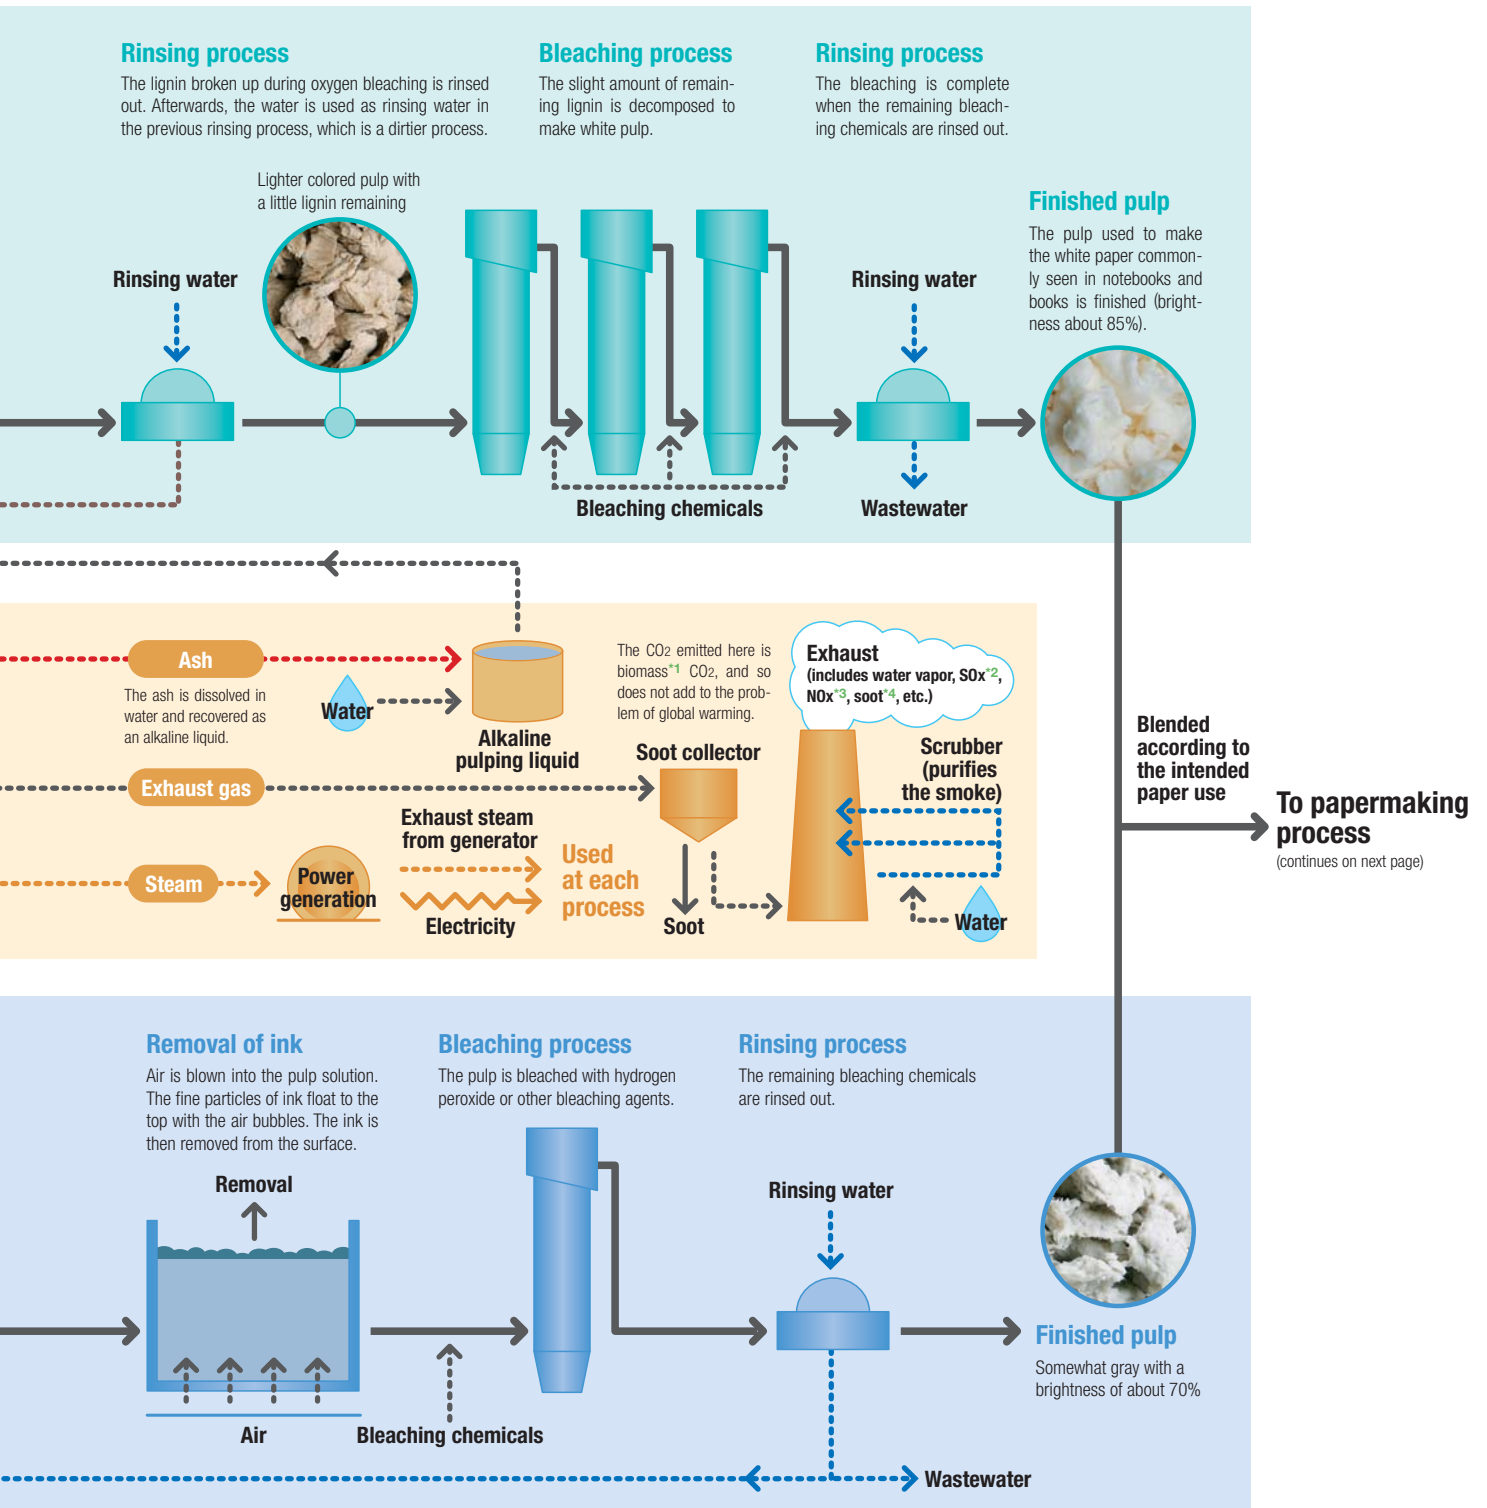 Rinsing process
The lignin broken up during oxygen bleaching is rinsed
out. Afterwards, the water is used as rinsing water in
the previous rinsing process, which is a dirtier process.
Bleaching process
The slight amount of remain-
ing lignin is decomposed to
make white pulp.
Rinsing process
The bleaching is complete
when the remaining bleach-
ing chemicals are rinsed out.
Lighter colored pulp with
a little lignin remaining
Rinsing water
Rinsing water
Finished pulp
The pulp used to make
the white paper common-
ly seen in notebooks and
books is finished (bright-
ness about 85%).
Bleaching chemicals
Wastewater
Ash
The ash is dissolved in
water and recovered as
an alkaline liquid.
Water
Alkaline
pulping liquid
The CO2 emitted here is
biomass*1 CO2, and so
does not add to the prob-
lem of global warming.
Exhaust
(includes water vapor, SOx*2,
NOx*3, soot*4, etc.)
Soot collector
Scrubber
(purifies
the smoke)
Exhaust gas
Exhaust steam
from generator
Steam
Power
generation
Electricity
Used
at each
process
Soot
Water
Blended
according to
the intended
paper use
To papermaking
process
(continues on next page)
Removal of ink
Air is blown into the pulp solution.
The fine particles of ink float to the
top with the air bubbles. The ink is
then removed from the surface.
Bleaching process
The pulp is bleached with hydrogen
peroxide or other bleaching agents.
Rinsing process
The remaining bleaching chemicals
are rinsed out.
Removal
Rinsing water
Air
Bleaching chemicals
Finished pulp
Somewhat gray with a
brightness of about 70%
Wastewater